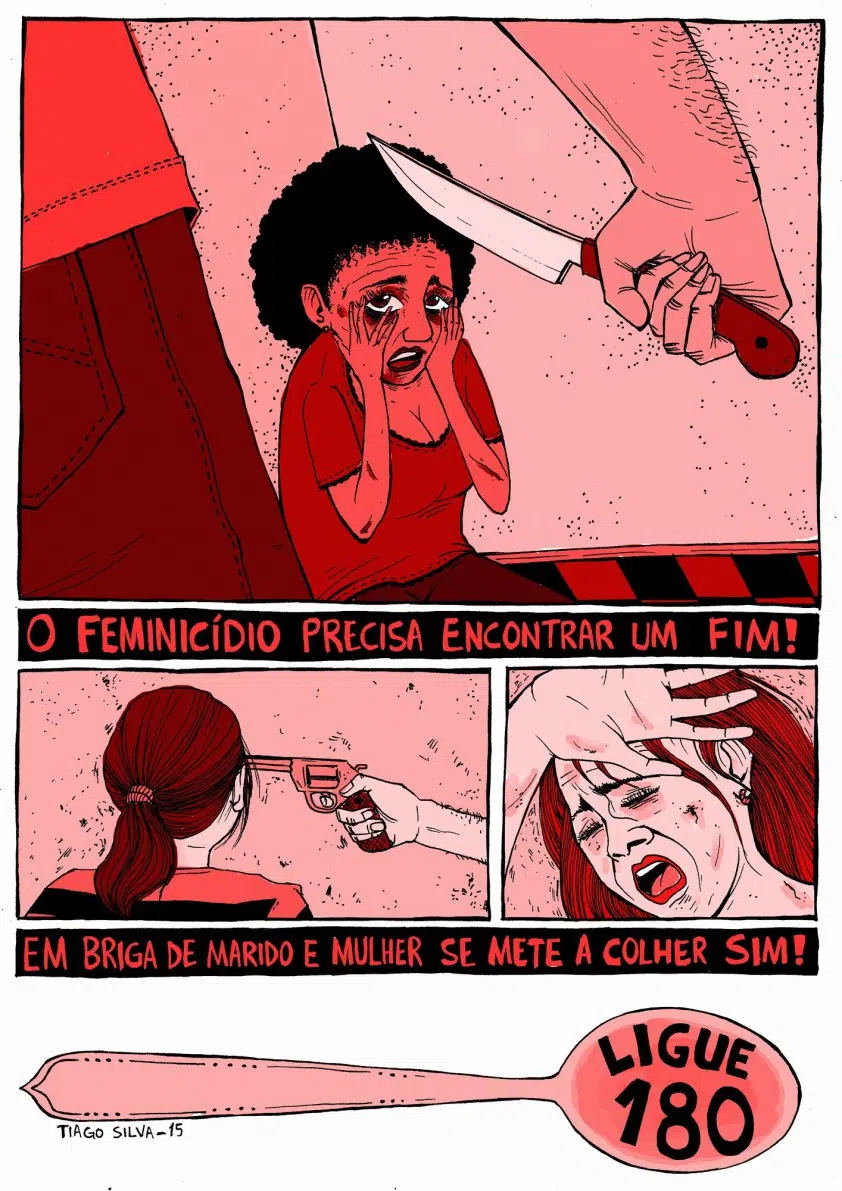 O FEMINICÍDIO PRECISA ENCONTRAR UM FIM!
EM BRIGA DE MARIDO E MULHER SE METE A COLHER SIM!
LIGUE
180
TIAGO SILVA-15